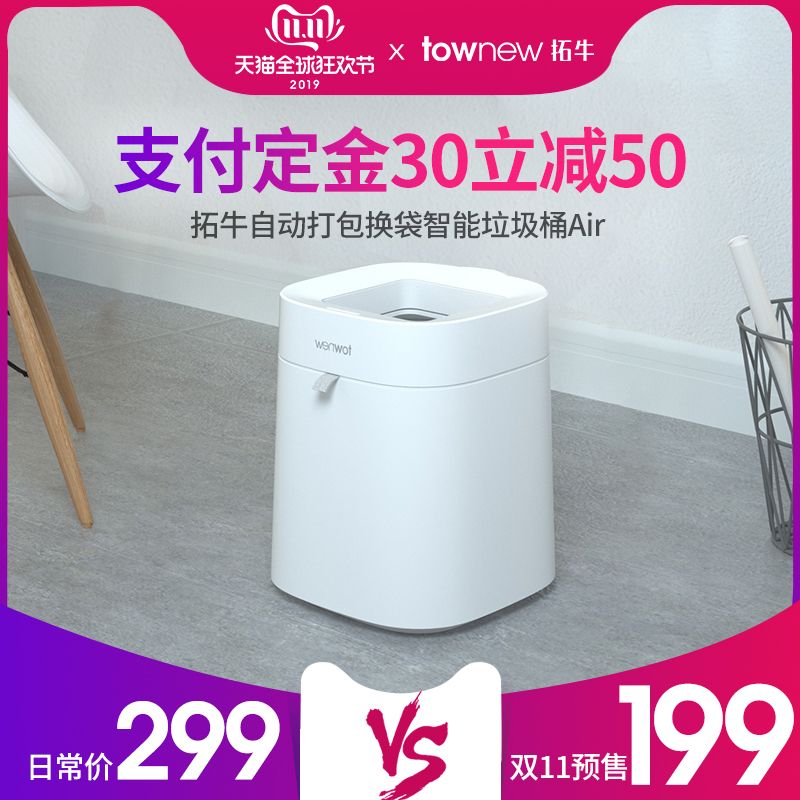 11.11
天猫全球狂欢节
2019
x
townew 拓牛
支付定金30立减50
拓牛自动打包换袋智能垃圾桶Air
townew
日常价299
VS
双11预售199